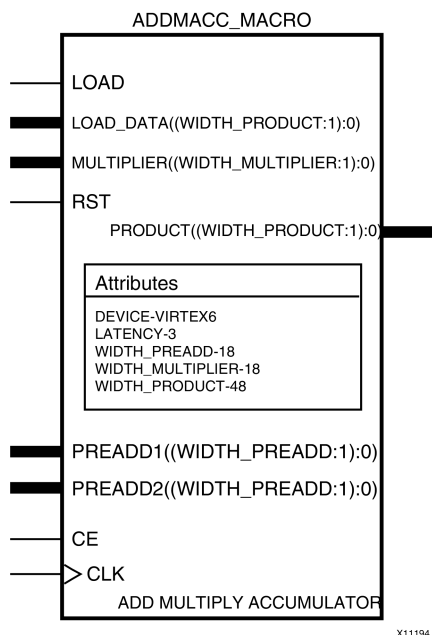 ADDMACC_MACRO
LOAD
LOAD_DATA((WIDTH_PRODUCT:1):0)
MULTIPLIER((WIDTH_MULTIPLIER:1):0)
RST
PRODUCT((WIDTH_PRODUCT:1):0)
Attributes
DEVICE-VIRTEX6
LATENCY-3
WIDTH_PREADD-18
WIDTH_MULTIPLIER-18
WIDTH_PRODUCT-48
PREADD1((WIDTH_PREADD:1):0)
PREADD2((WIDTH_PREADD:1):0)
CE
CLK
ADD MULTIPLY ACCUMULATOR
X11194